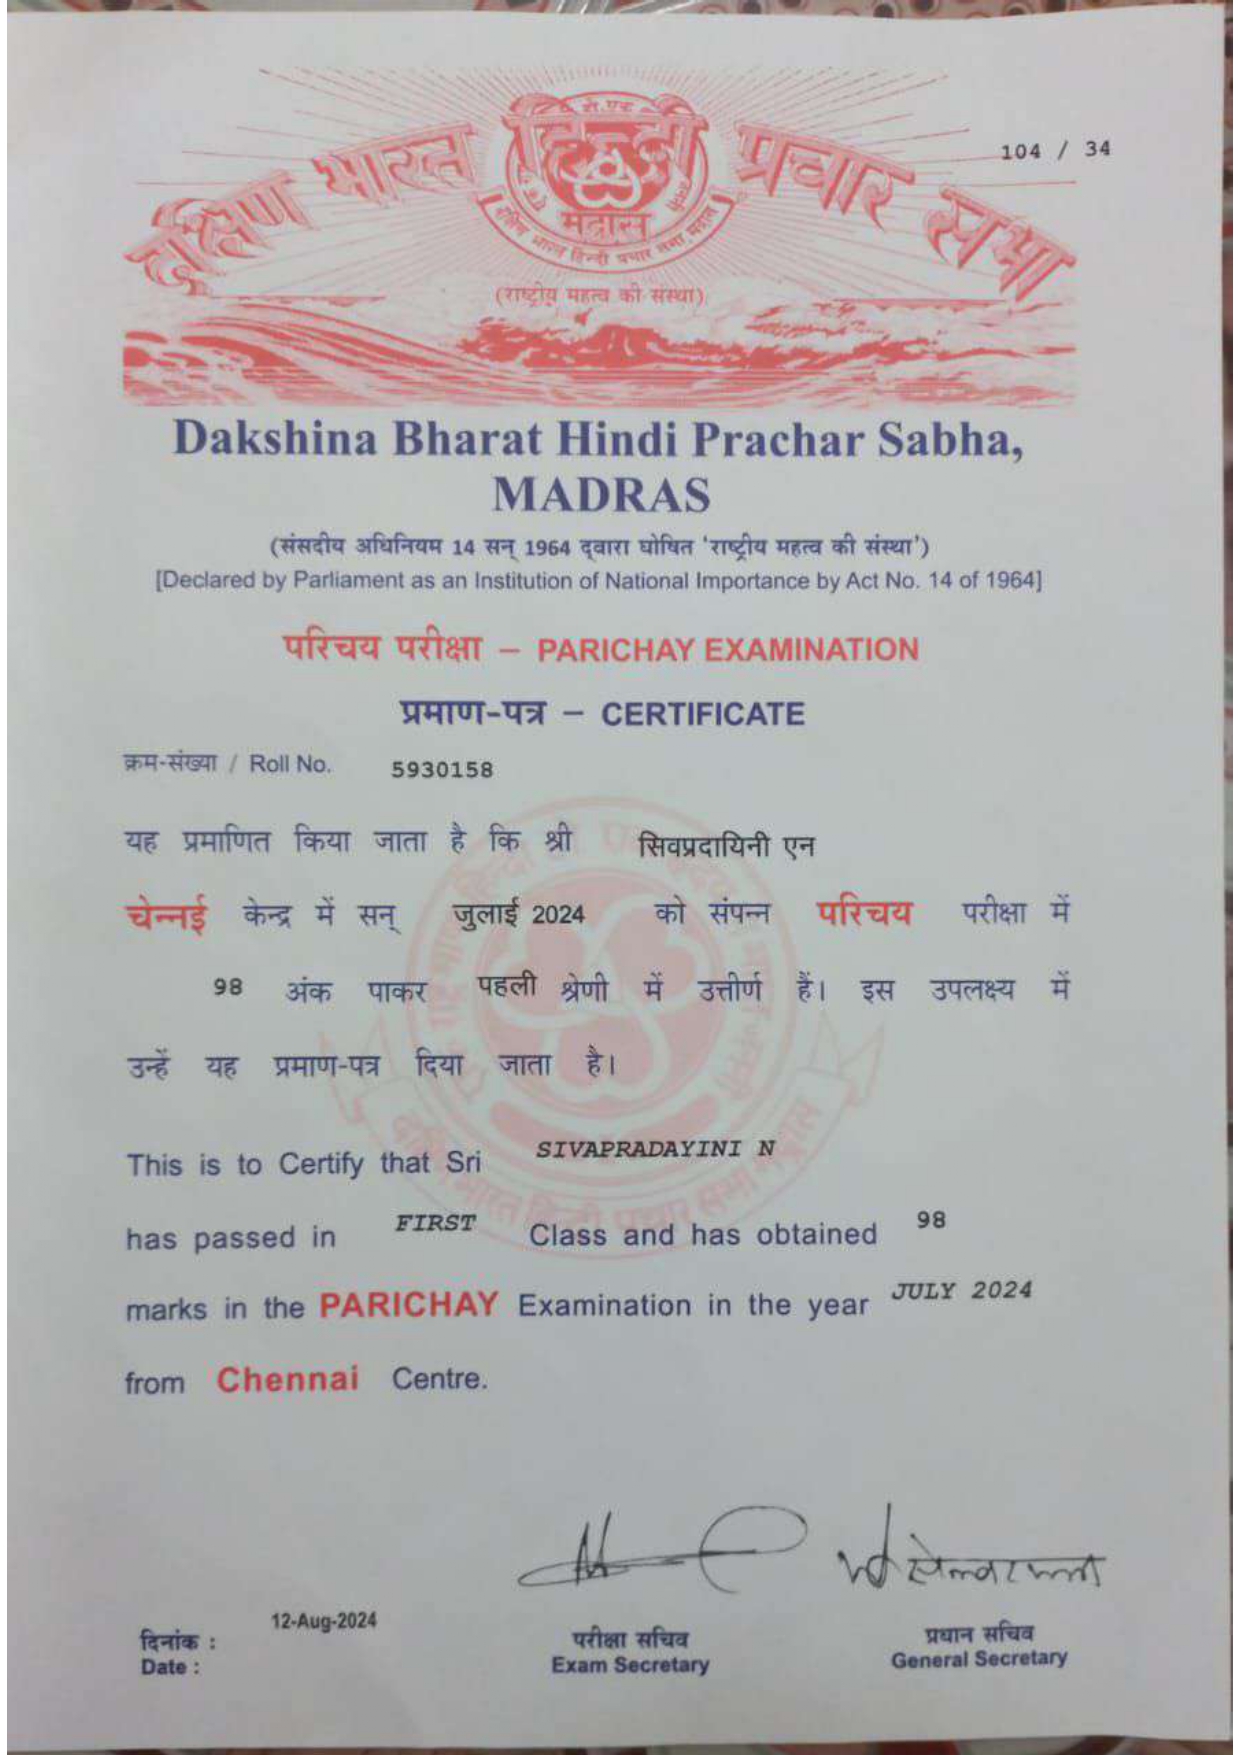 104 / 34
दक्षिण भारत हिन्दी प्रचार सभा
मद्रास
दक्षिण भारत हिन्दी प्रचार सभा मद्रास
(राष्ट्रीय महत्व की संस्था)
Dakshina Bharat Hindi Prachar Sabha,
MADRAS
(संसदीय अधिनियम 14 सन् 1964 द्वारा घोषित 'राष्ट्रीय महत्व की संस्था')
[Declared by Parliament as an Institution of National Importance by Act No. 14 of 1964]
परिचय परीक्षा – PARICHAY EXAMINATION
प्रमाण-पत्र – CERTIFICATE
क्रम-संख्या / Roll No. 5930158
यह प्रमाणित किया जाता है कि श्री सिवप्रदायिनी एन
चेन्नई केन्द्र में सन् जुलाई 2024 को संपन्न परिचय परीक्षा में
98 अंक पाकर पहली श्रेणी में उत्तीर्ण हैं। इस उपलक्ष्य में
उन्हें यह प्रमाण-पत्र दिया जाता है।
This is to Certify that Sri SIVAPRADAYINI N
has passed in FIRST Class and has obtained 98
marks in the PARICHAY Examination in the year JULY 2024
from Chennai Centre.
दिनांक : 12-Aug-2024
Date :
परीक्षा सचिव
Exam Secretary
प्रधान सचिव
General Secretary